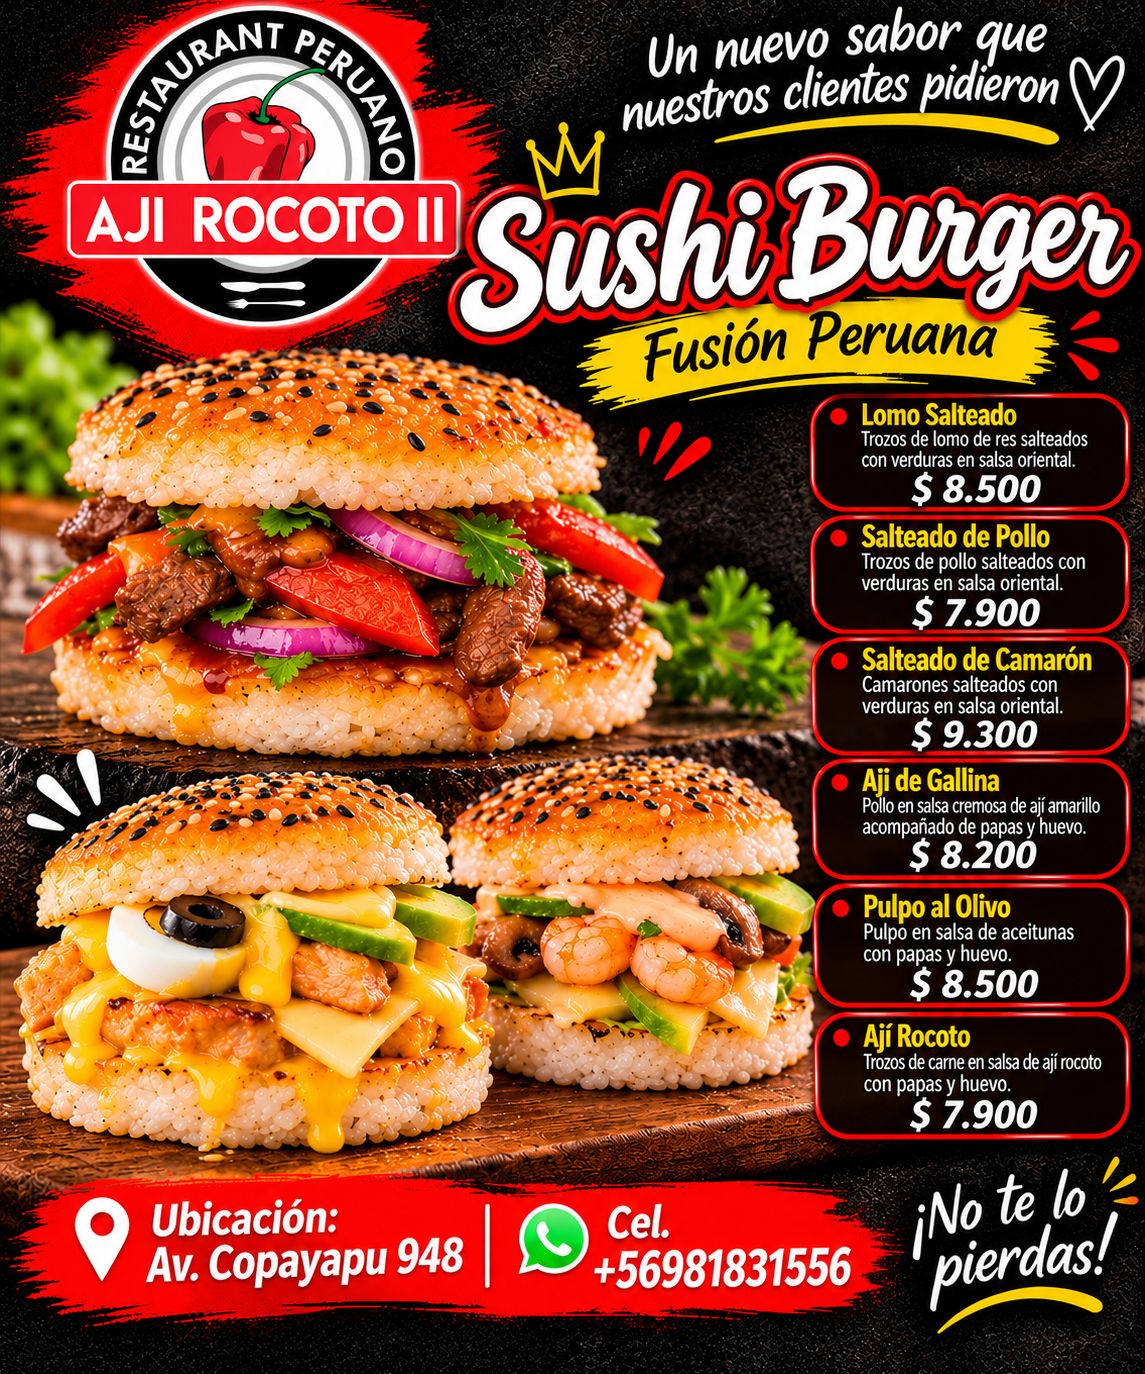 RESTAURANT PERUANO
AJI ROCOTO II
Un nuevo sabor que
nuestros clientes pidieron
Sushi Burger
Fusión Peruana
Lomo Salteado
Trozos de lomo de res salteados
con verduras en salsa oriental.
$ 8.500
Salteado de Pollo
Trozos de pollo salteados con
verduras en salsa oriental.
$ 7.900
Salteado de Camarón
Camarones salteados con
verduras en salsa oriental.
$ 9.300
Aji de Gallina
Pollo en salsa cremosa de ají amarillo
acompañado de papas y huevo.
$ 8.200
Pulpo al Olivo
Pulpo en salsa de aceitunas
con papas y huevo.
$ 8.500
Ají Rocoto
Trozos de carne en salsa de ají rocoto
con papas y huevo.
$ 7.900
Ubicación:
Av. Copayapu 948
Cel.
+56981831556
¡No te lo
pierdas!